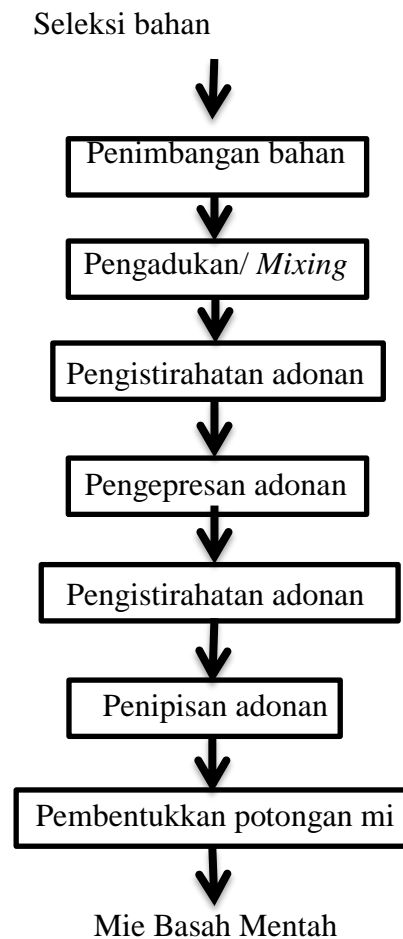 Seleksi bahan
Penimbangan bahan
Pengadukan/ Mixing
Pengistirahatan adonan
Pengepresan adonan
Pengistirahatan adonan
Penipisan adonan
Pembentukkan potongan mi
Mie Basah Mentah